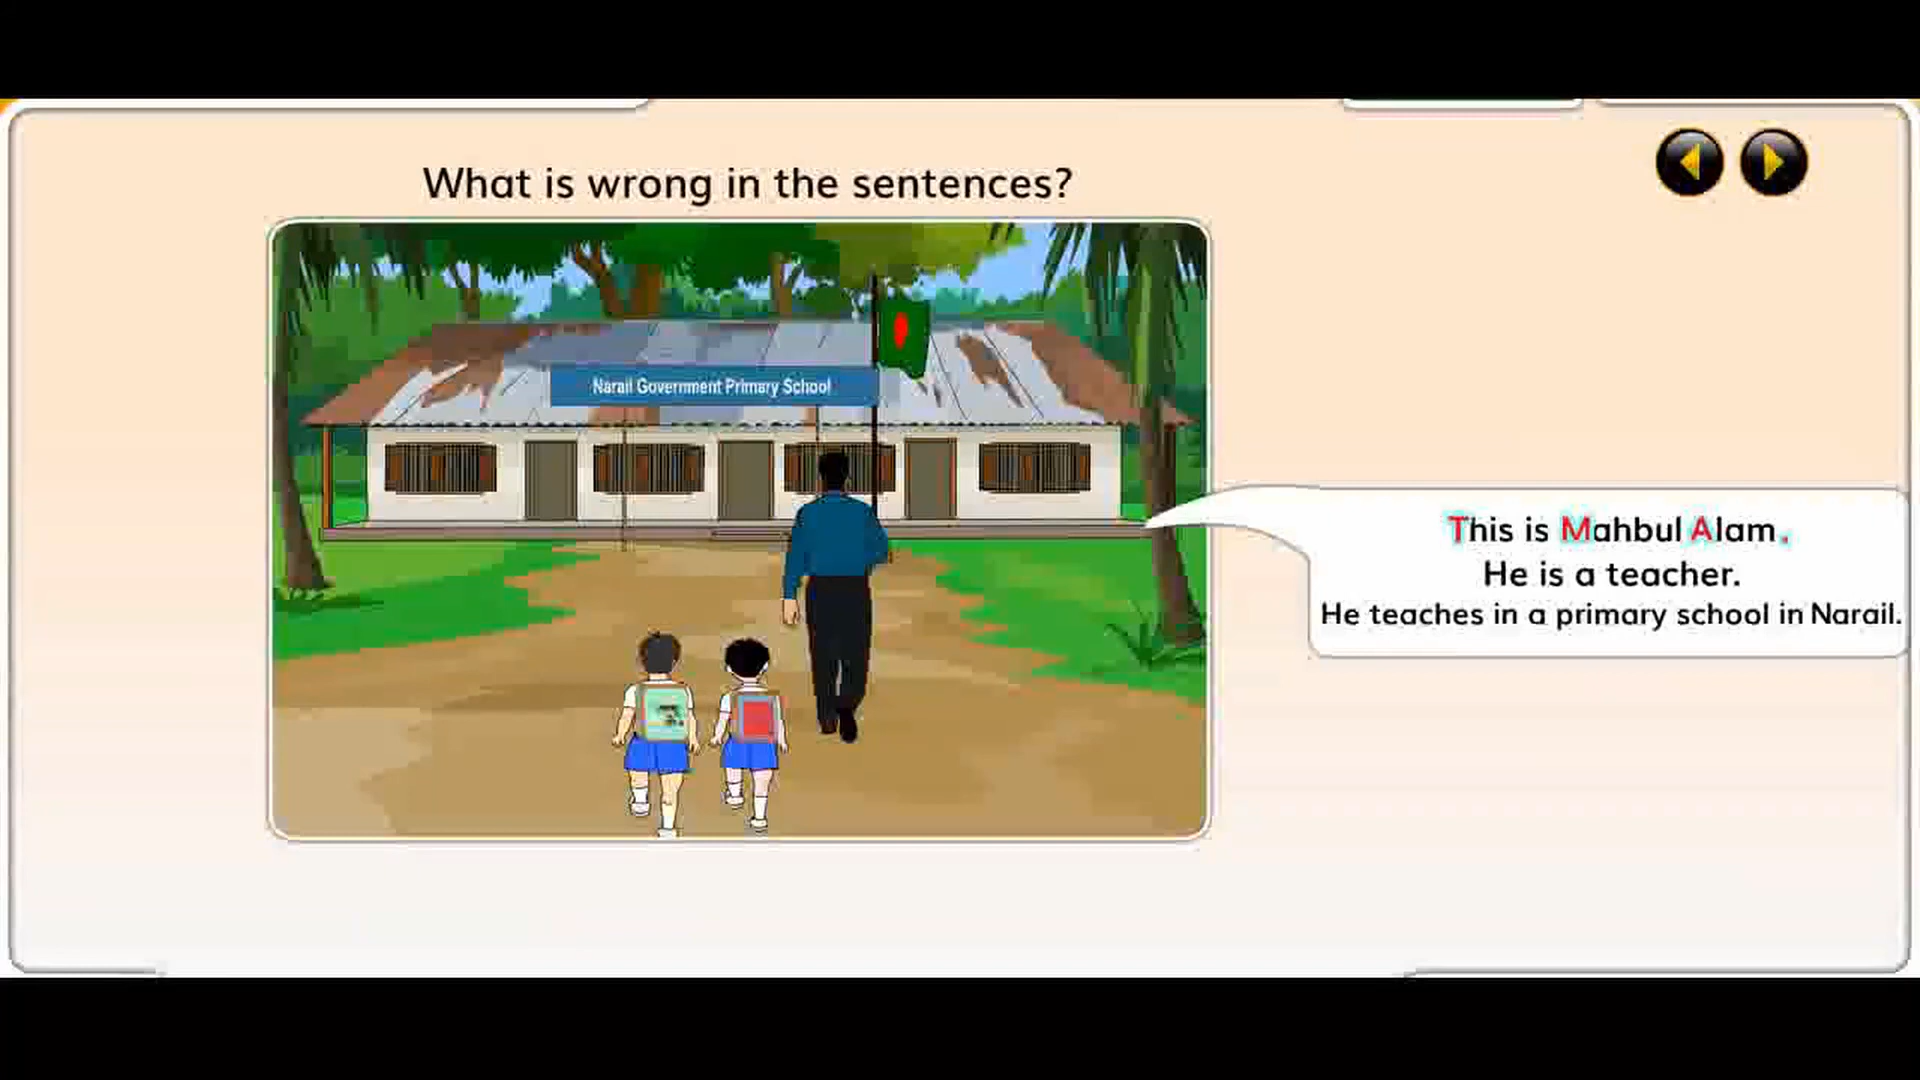 What is wrong in the sentences?
Narail Government Primary School
This is Mahbul Alam.
He is a teacher.
He teaches in a primary school in Narail.